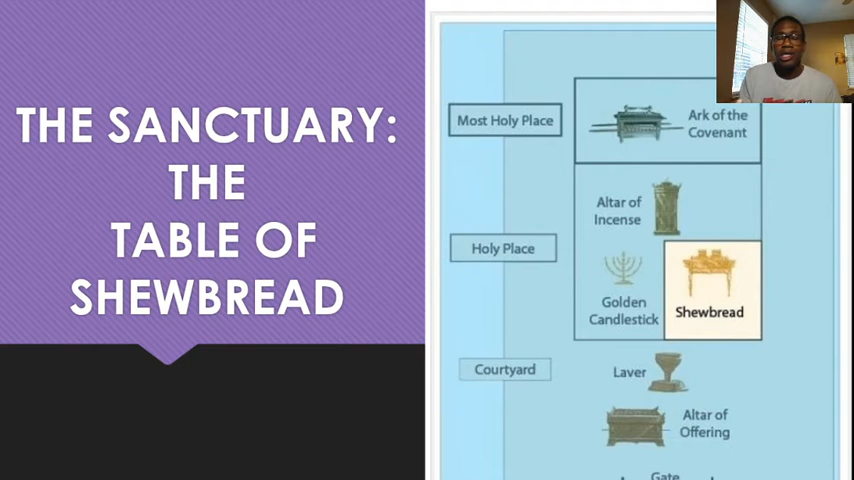 THE SANCTUARY:
THE
TABLE OF
SHEWBREAD
Most Holy Place
Ark of the
Covenant
Altar of
Incense
Holy Place
Golden
Candlestick
Shewbread
Courtyard
Laver
Altar of
Offering
Gate